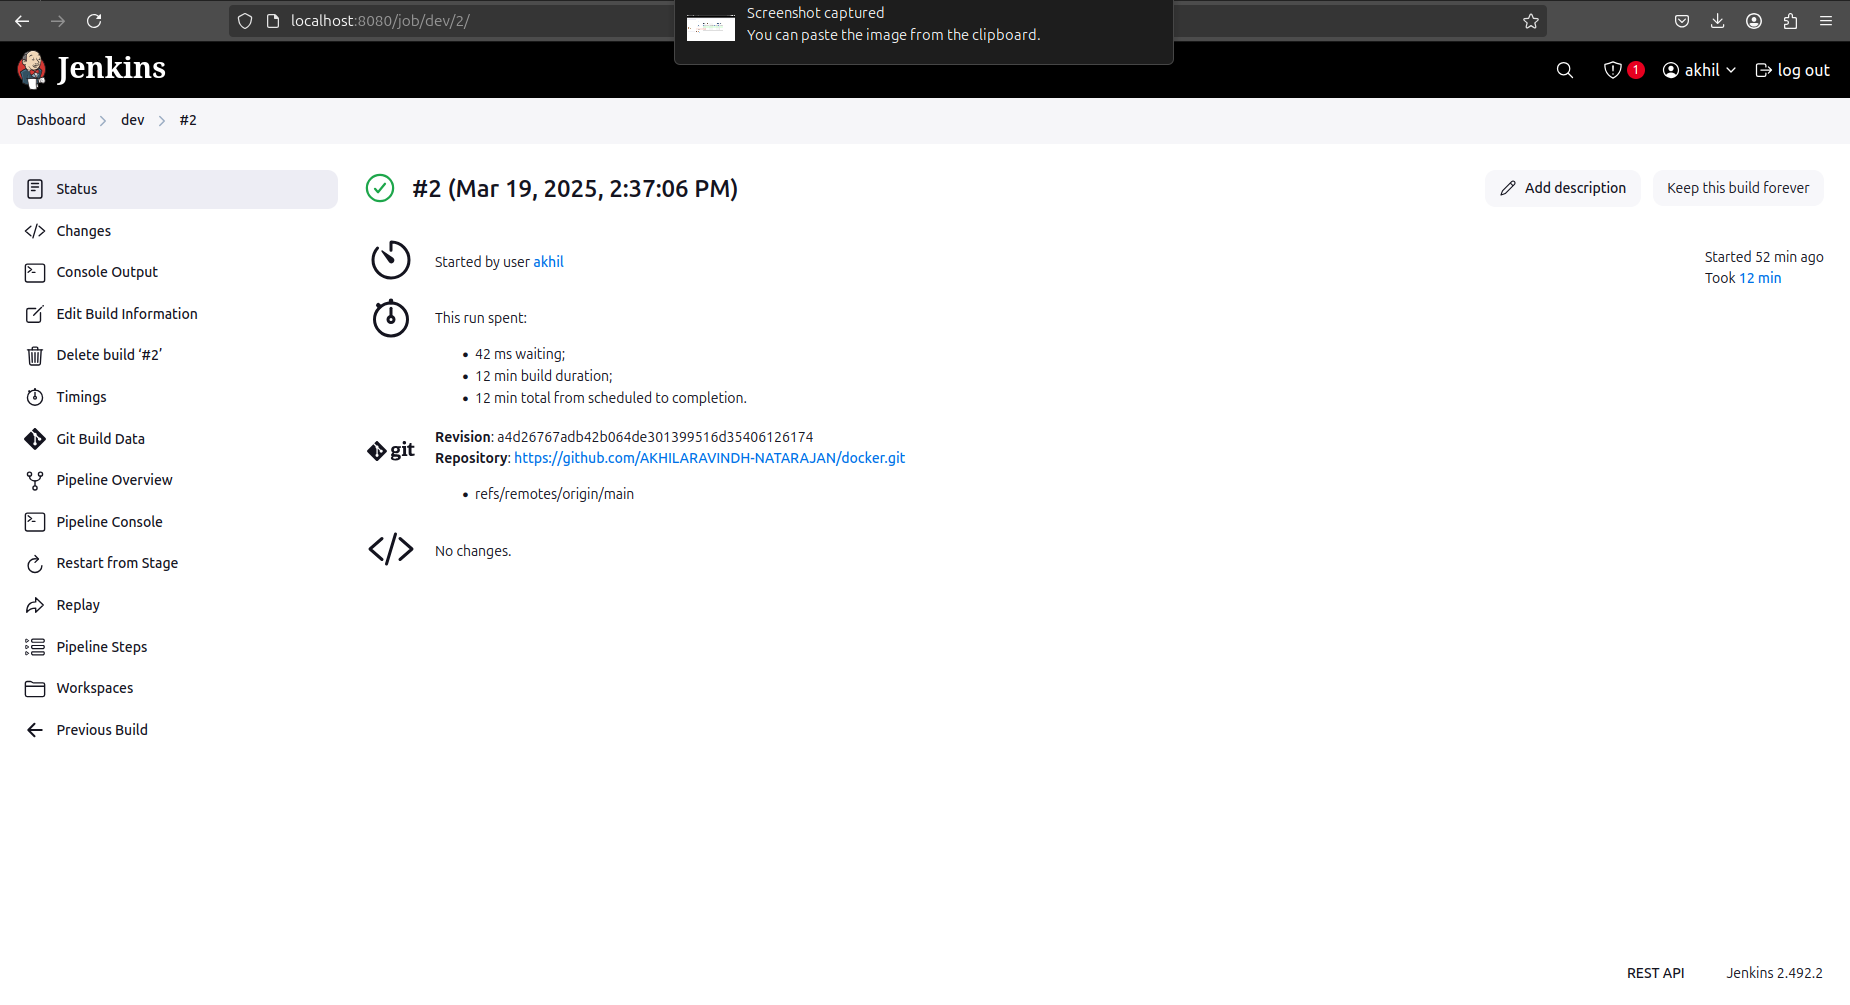 localhost:8080/job/dev/2/
Screenshot captured
You can paste the image from the clipboard.
Jenkins
1
akhil
log out
Dashboard
dev
#2
Status
Changes
Console Output
Edit Build Information
Delete build ‘#2’
Timings
Git Build Data
Pipeline Overview
Pipeline Console
Restart from Stage
Replay
Pipeline Steps
Workspaces
Previous Build
#2 (Mar 19, 2025, 2:37:06 PM)
Add description
Keep this build forever
Started by user akhil
Started 52 min ago
Took 12 min
This run spent:
• 42 ms waiting;
• 12 min build duration;
• 12 min total from scheduled to completion.
git
Revision: a4d26767adb42b064de301399516d35406126174
Repository: https://github.com/AKHILARAVINDH-NATARAJAN/docker.git
• refs/remotes/origin/main
No changes.
REST API
Jenkins 2.492.2